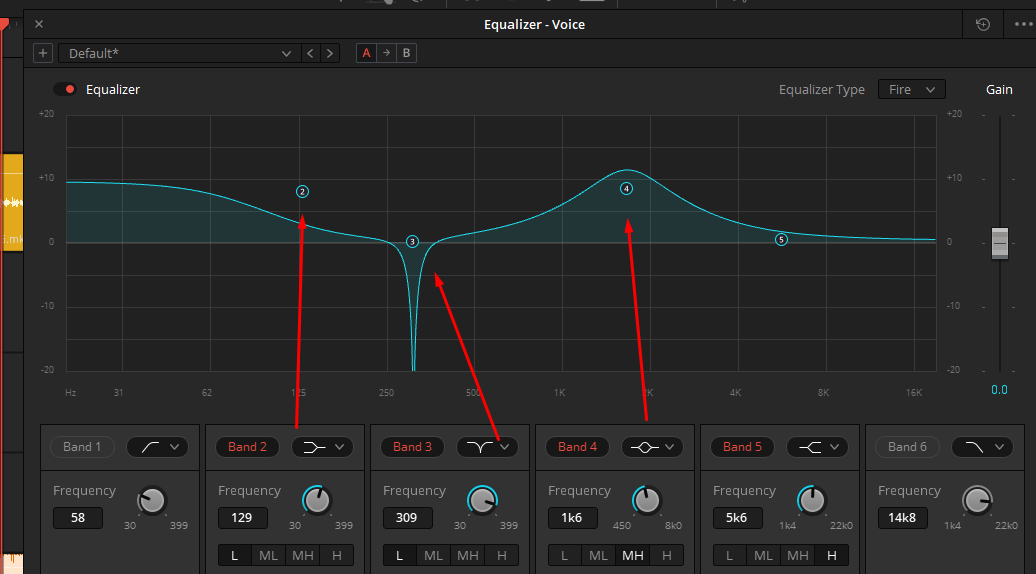 Equalizer - Voice
Default*
A B
Equalizer
Equalizer Type Fire Gain
+20 +20
+10 +10
2 4
0 3 5 0
-10 -10
-20 -20
Hz 31 62 125 250 500 1K 2K 4K 8K 16K
0.0
Band 1 Band 2 Band 3 Band 4 Band 5 Band 6
Frequency Frequency Frequency Frequency Frequency Frequency
58 129 309 1k6 5k6 14k8
30 399 30 399 30 399 450 8k0 1k4 22k0 1k4 22k0
L ML MH H L ML MH H L ML MH H L ML MH H